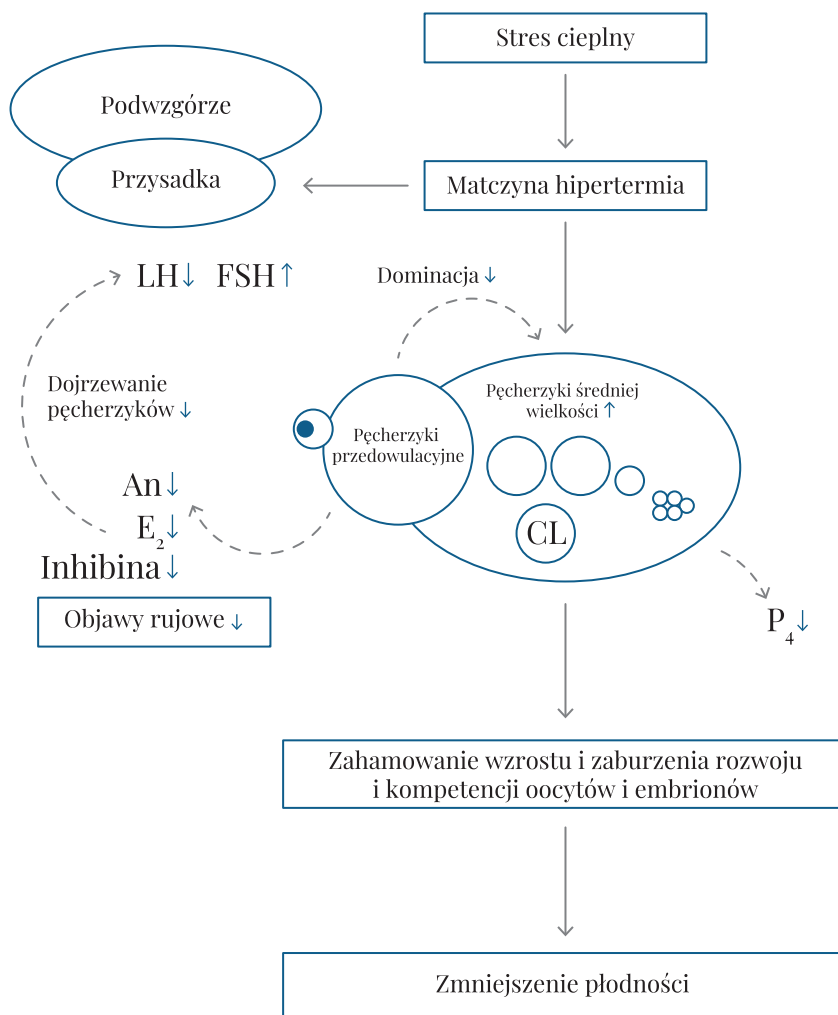 Stres cieplny
Podwzgórze
Przysadka
Matczyna hipertermia
LH↓ FSH↑
Dominacja ↓
Dojrzewanie
pęcherzyków ↓
Pęcherzyki średniej
wielkości ↑
Pęcherzyki
przedowulacyjne
CL
An↓
E₂↓
Inhibina↓
Objawy rujowe ↓
P₄↓
Zahamowanie wzrostu i zaburzenia rozwoju
i kompetencji oocytów i embrionów
Zmniejszenie płodności